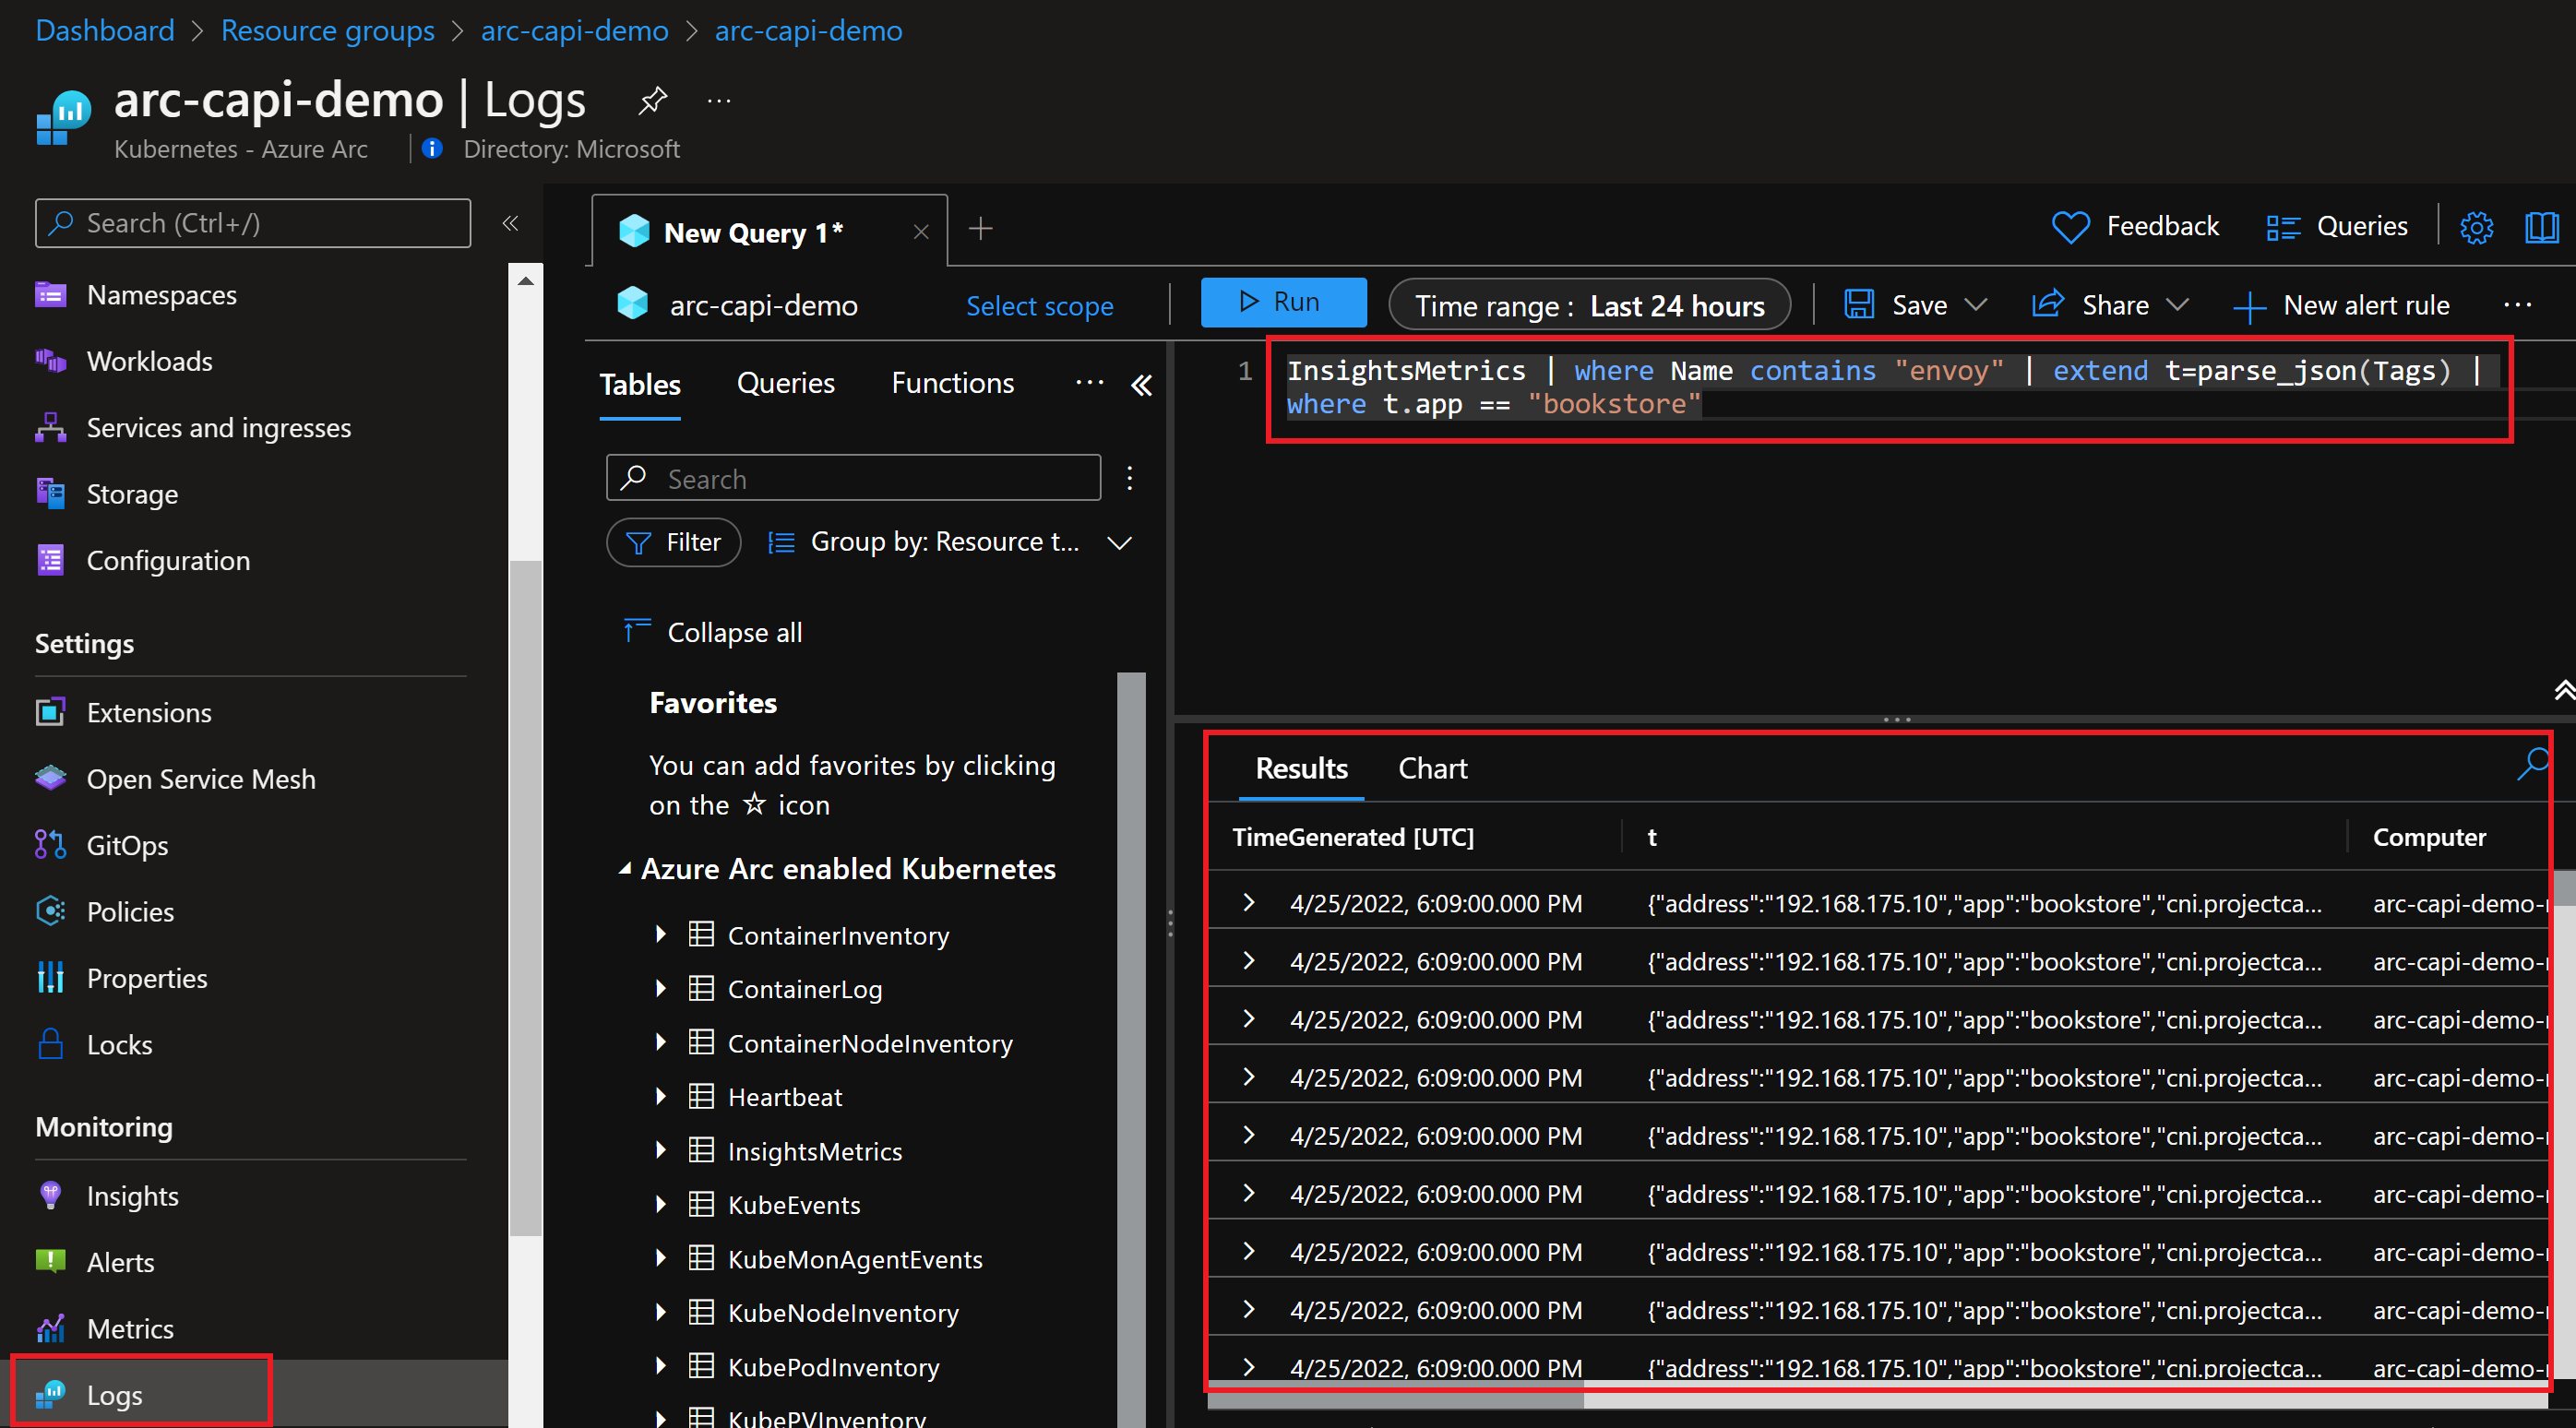 Dashboard > Resource groups > arc-capi-demo > arc-capi-demo
arc-capi-demo | Logs
Kubernetes - Azure Arc
Directory: Microsoft
Search (Ctrl+/)
Namespaces
Workloads
Services and ingresses
Storage
Configuration
Settings
Extensions
Open Service Mesh
GitOps
Policies
Properties
Locks
Monitoring
Insights
Alerts
Metrics
Logs
New Query 1*
Feedback
Queries
arc-capi-demo
Select scope
Run
Time range : Last 24 hours
Save
Share
New alert rule
Tables
Queries
Functions
Search
Filter
Group by: Resource t...
Collapse all
Favorites
You can add favorites by clicking
on the ☆ icon
Azure Arc enabled Kubernetes
ContainerInventory
ContainerLog
ContainerNodeInventory
Heartbeat
InsightsMetrics
KubeEvents
KubeMonAgentEvents
KubeNodeInventory
KubePodInventory
KubePVInventory
1 InsightsMetrics | where Name contains "envoy" | extend t=parse_json(Tags) |
where t.app == "bookstore"
Results
Chart
TimeGenerated [UTC] t Computer
4/25/2022, 6:09:00.000 PM {"address":"192.168.175.10","app":"bookstore","cni.projectca... arc-capi-demo-
4/25/2022, 6:09:00.000 PM {"address":"192.168.175.10","app":"bookstore","cni.projectca... arc-capi-demo-
4/25/2022, 6:09:00.000 PM {"address":"192.168.175.10","app":"bookstore","cni.projectca... arc-capi-demo-
4/25/2022, 6:09:00.000 PM {"address":"192.168.175.10","app":"bookstore","cni.projectca... arc-capi-demo-
4/25/2022, 6:09:00.000 PM {"address":"192.168.175.10","app":"bookstore","cni.projectca... arc-capi-demo-
4/25/2022, 6:09:00.000 PM {"address":"192.168.175.10","app":"bookstore","cni.projectca... arc-capi-demo-
4/25/2022, 6:09:00.000 PM {"address":"192.168.175.10","app":"bookstore","cni.projectca... arc-capi-demo-
4/25/2022, 6:09:00.000 PM {"address":"192.168.175.10","app":"bookstore","cni.projectca... arc-capi-demo-
4/25/2022, 6:09:00.000 PM {"address":"192.168.175.10","app":"bookstore","cni.projectca... arc-capi-demo-